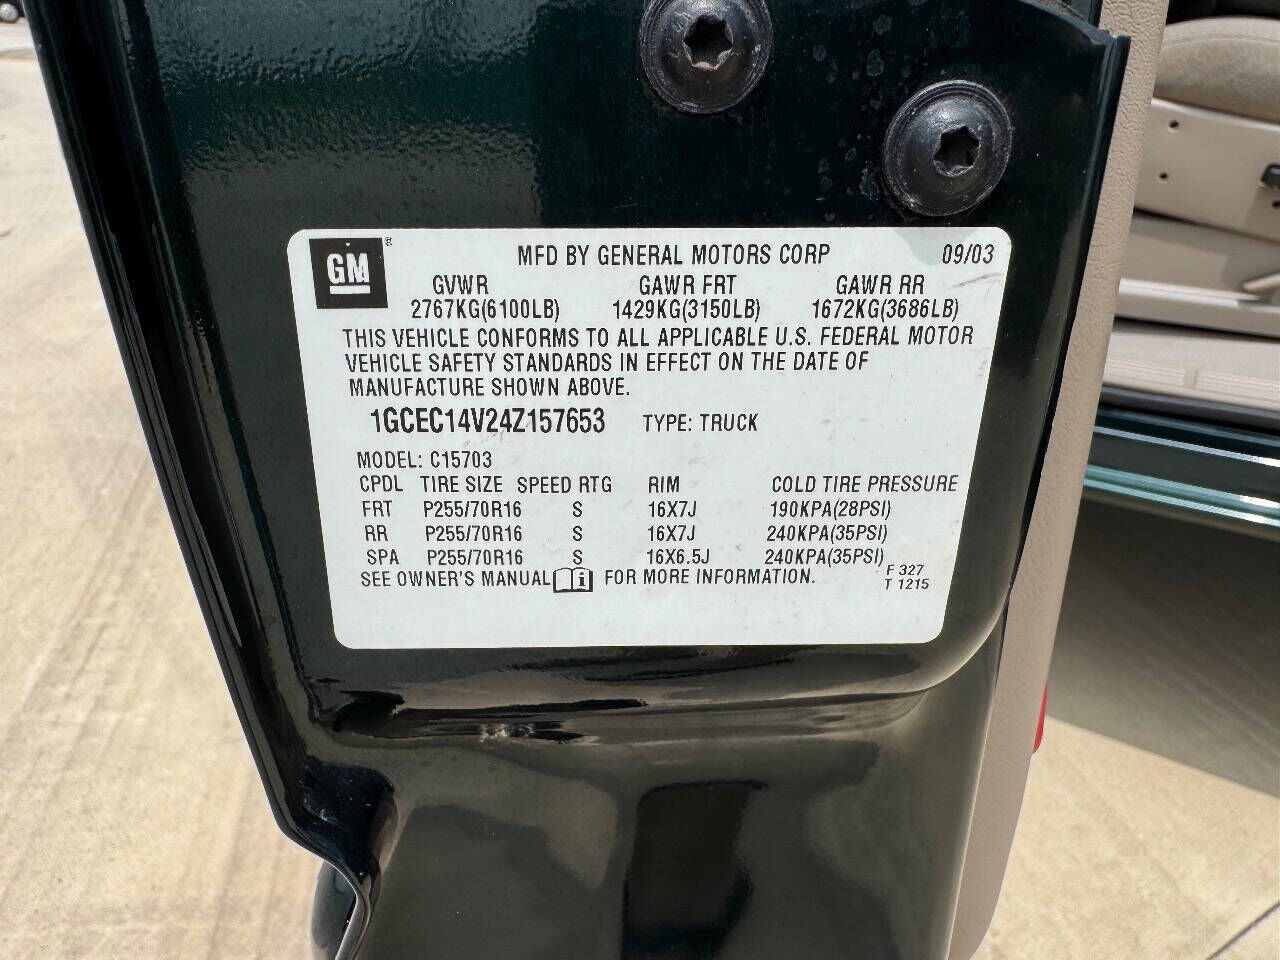 GM ® MFD BY GENERAL MOTORS CORP 09/03
GVWR GAWR FRT GAWR RR
2767KG(6100LB) 1429KG(3150LB) 1672KG(3686LB)
THIS VEHICLE CONFORMS TO ALL APPLICABLE U.S. FEDERAL MOTOR
VEHICLE SAFETY STANDARDS IN EFFECT ON THE DATE OF
MANUFACTURE SHOWN ABOVE.
1GCEC14V24Z157653 TYPE: TRUCK
MODEL: C15703
CPDL TIRE SIZE SPEED RTG RIM COLD TIRE PRESSURE
FRT P255/70R16 S 16X7J 190KPA(28PSI)
RR P255/70R16 S 16X7J 240KPA(35PSI)
SPA P255/70R16 S 16X6.5J 240KPA(35PSI)
SEE OWNER'S MANUAL i FOR MORE INFORMATION. F 327
T 1215